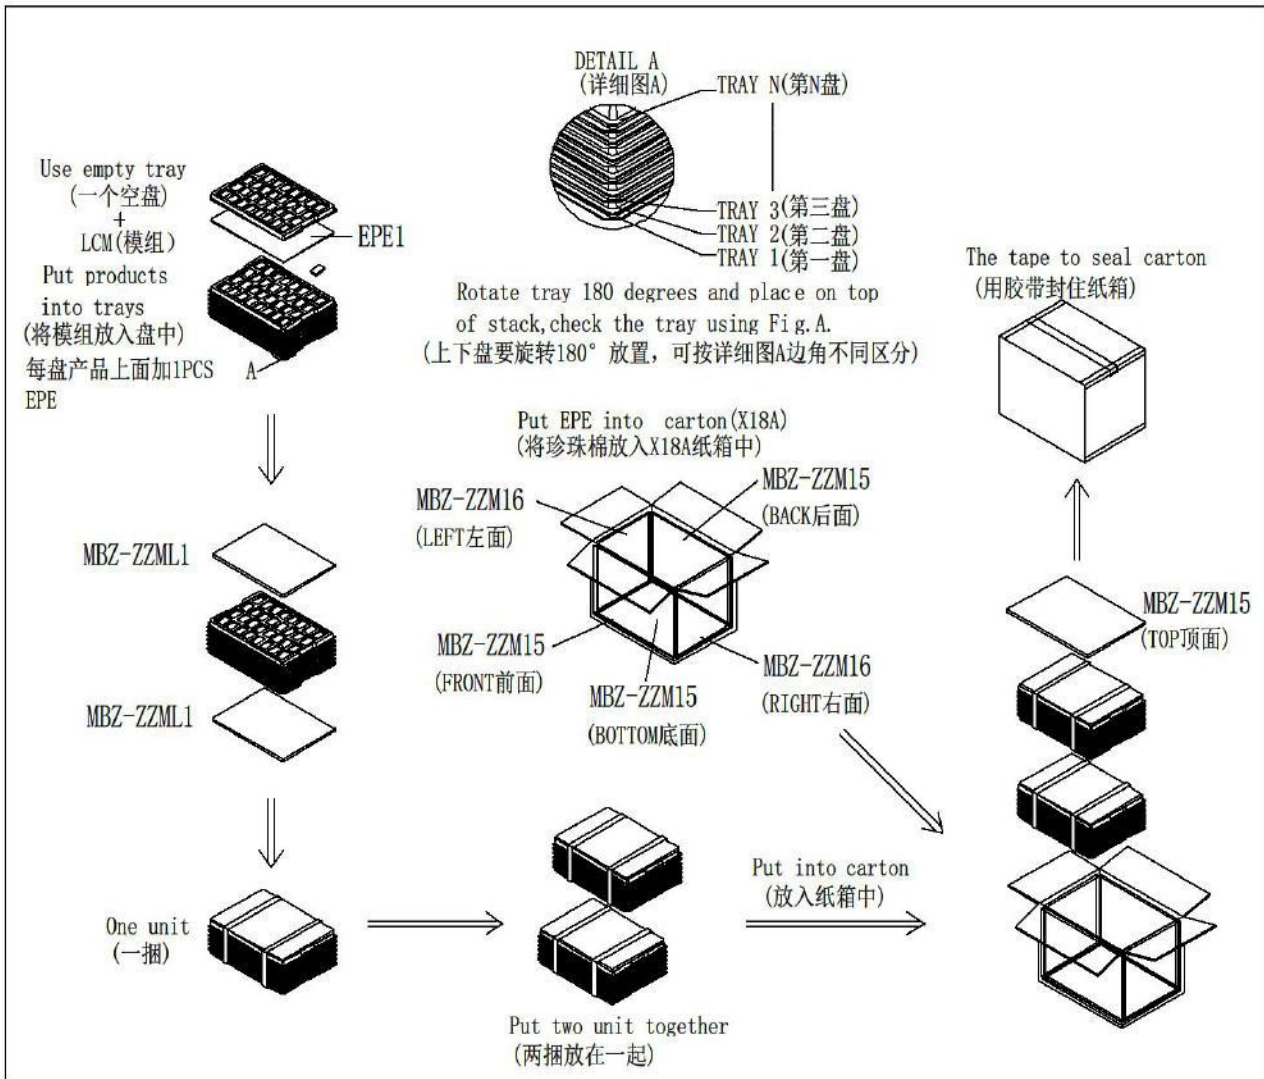 DETAIL A
(详细图A)
TRAY N(第N盘)
TRAY 3(第三盘)
TRAY 2(第二盘)
TRAY 1(第一盘)
Use empty tray
(一个空盘)
+
LCM(模组)
EPE1
Put products
into trays
(将模组放入盘中)
每盘产品上面加1PCS
EPE
A
Rotate tray 180 degrees and place on top
of stack,check the tray using Fig.A.
(上下盘要旋转180° 放置，可按详细图A边角不同区分)
The tape to seal carton
(用胶带封住纸箱)
Put EPE into carton(X18A)
(将珍珠棉放入X18A纸箱中)
MBZ-ZZM16
(LEFT左面)
MBZ-ZZM15
(BACK后面)
MBZ-ZZM15
(FRONT前面)
MBZ-ZZM15
(BOTTOM底面)
MBZ-ZZM16
(RIGHT右面)
MBZ-ZZML1
MBZ-ZZML1
MBZ-ZZM15
(TOP顶面)
One unit
(一捆)
Put two unit together
(两捆放在一起)
Put into carton
(放入纸箱中)